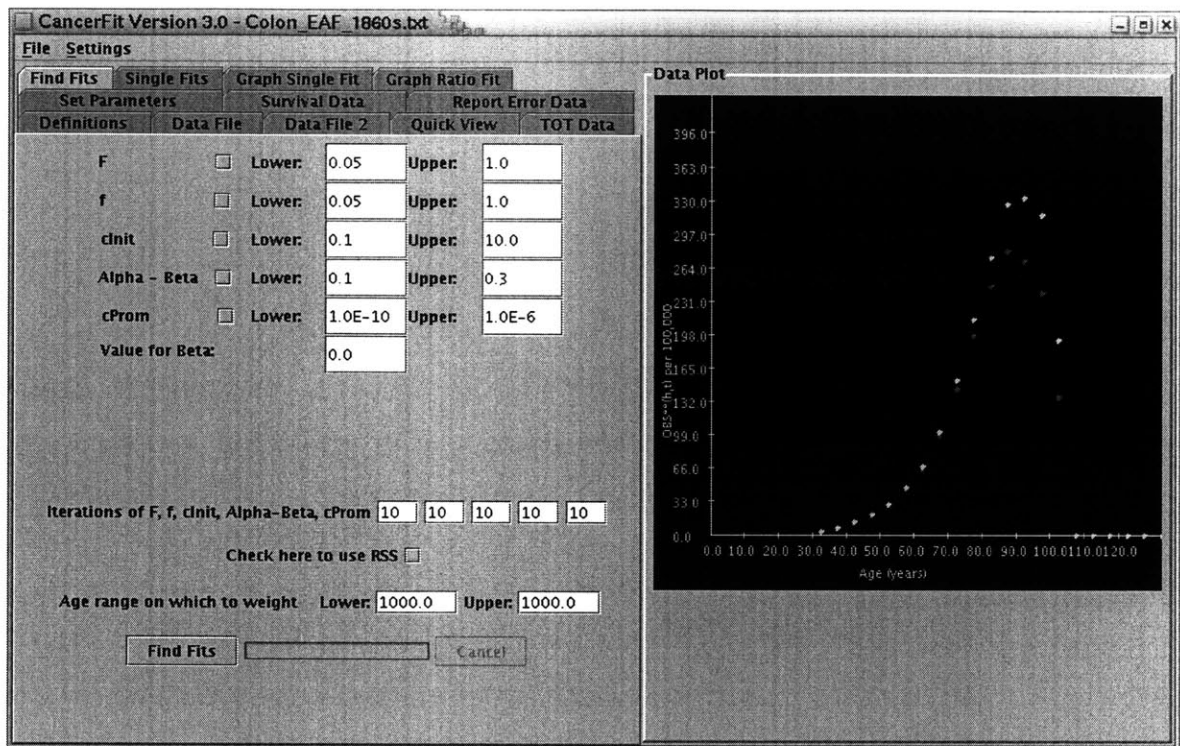 CancerFit Version 3.0 - Colon_EAF_1860s.txt
File Settings
Find Fits Single Fits Graph Single Fit Graph Ratio Fit
Set Parameters Survival Data Report Error Data
Definitions Data File Data File 2 Quick View TOT Data
F Lower: 0.05 Upper: 1.0
f Lower: 0.05 Upper: 1.0
cInit Lower: 0.1 Upper: 10.0
Alpha - Beta Lower: 0.1 Upper: 0.3
cProm Lower: 1.0E-10 Upper: 1.0E-6
Value for Beta: 0.0
Iterations of F, f, cInit, Alpha-Beta, cProm 10 10 10 10 10
Check here to use RSS
Age range on which to weight Lower: 1000.0 Upper: 1000.0
Find Fits Cancel
Data Plot
396.0
363.0
330.0
297.0
264.0
231.0
198.0
165.0
132.0
99.0
66.0
33.0
0.0
OBS**(h,t) per 100,000
0.0 10.0 20.0 30.0 40.0 50.0 60.0 70.0 80.0 90.0 100.0 110.0 120.0
Age (years)